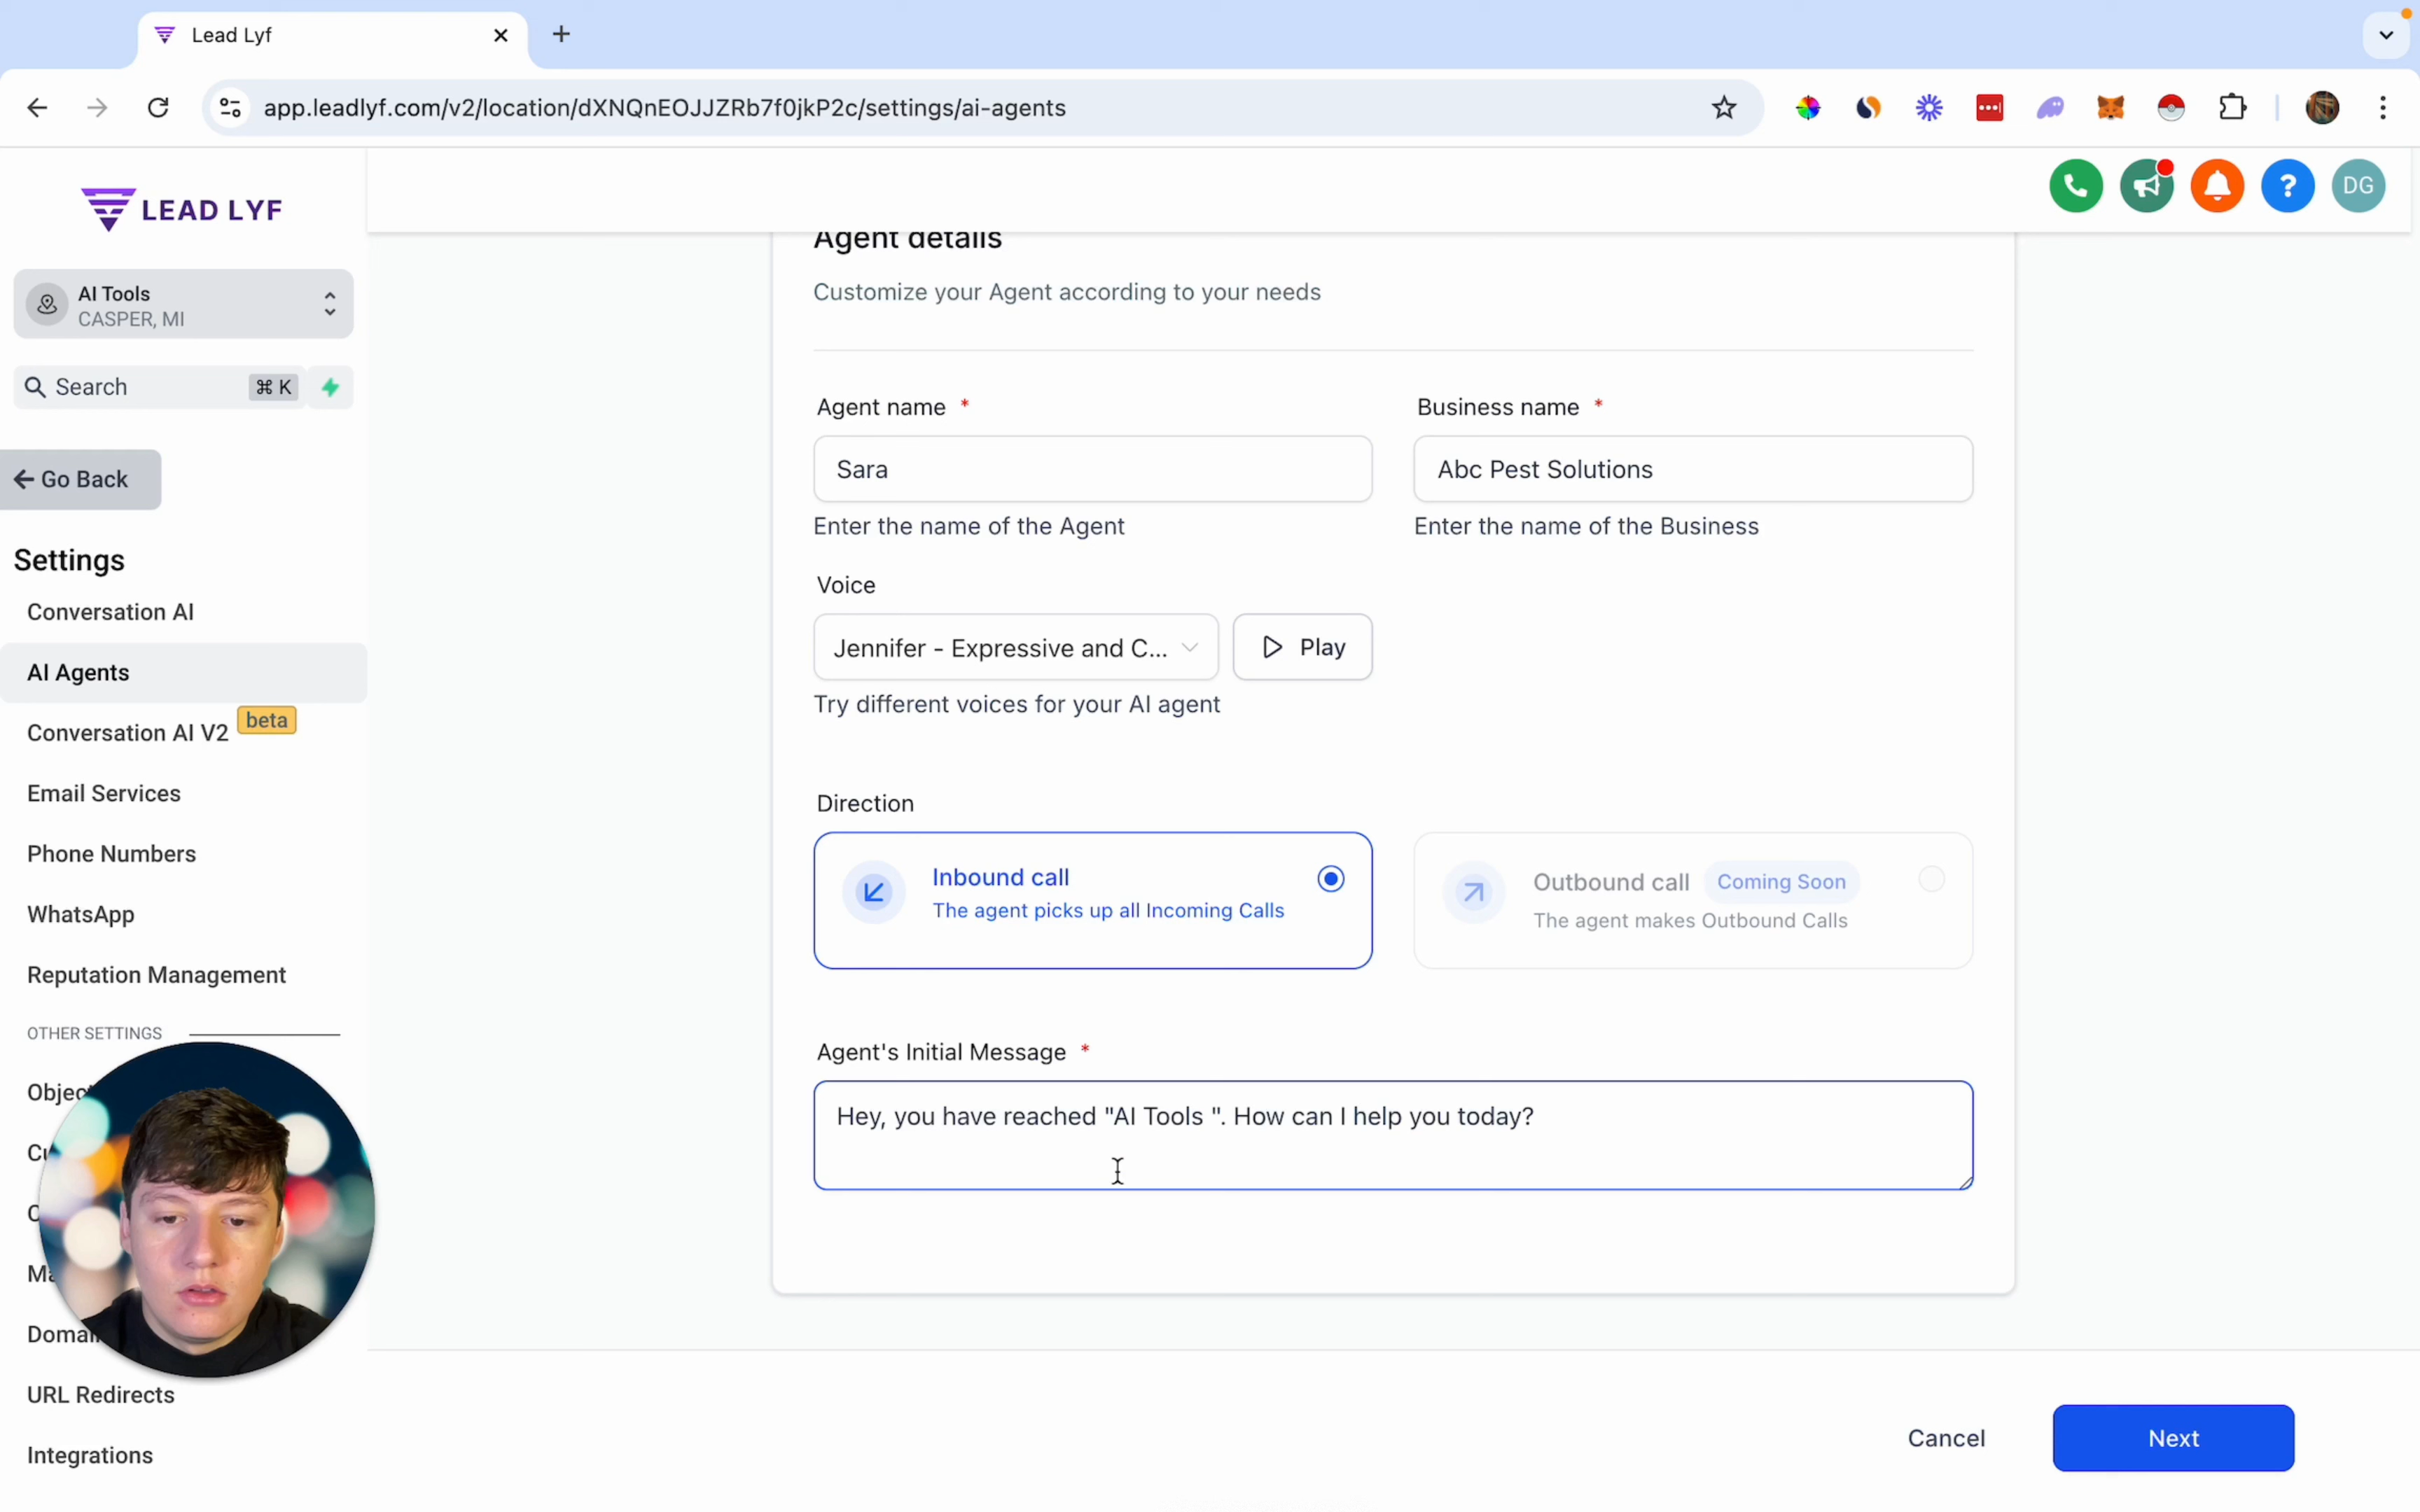 Lead Lyf
app.leadlyf.com/v2/location/dXNQnEOJJZRb7f0jkP2c/settings/ai-agents
LEAD LYF
DG
AI Tools
CASPER, MI
Search ⌘ K
Go Back
Settings
Conversation AI
AI Agents
Conversation AI V2 beta
Email Services
Phone Numbers
WhatsApp
Reputation Management
OTHER SETTINGS
URL Redirects
Integrations
Agent details
Customize your Agent according to your needs
Agent name *
Business name *
Sara
Abc Pest Solutions
Enter the name of the Agent
Enter the name of the Business
Voice
Jennifer - Expressive and C...
Play
Try different voices for your AI agent
Direction
Inbound call
The agent picks up all Incoming Calls
Outbound call Coming Soon
The agent makes Outbound Calls
Agent's Initial Message *
Hey, you have reached "AI Tools ". How can I help you today?
Cancel
Next